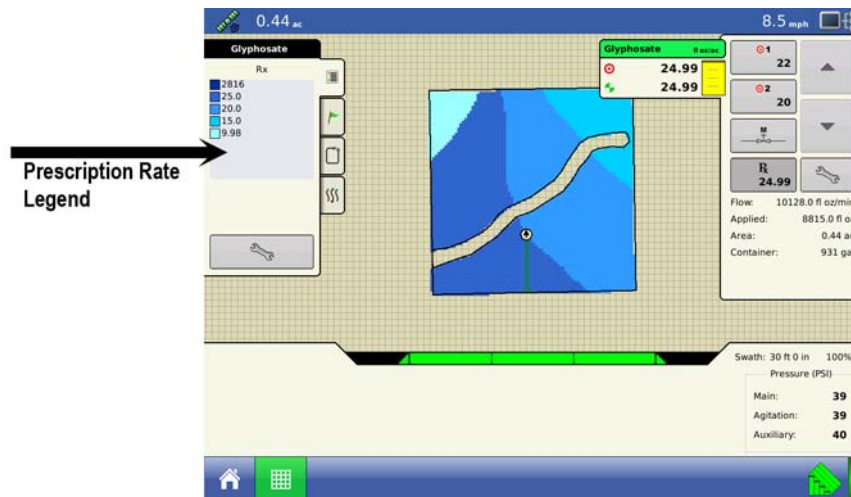 0.44 ac
8.5 mph
Glyphosate
Rx
2816
25.0
20.0
15.0
9.98
Prescription Rate
Legend
Glyphosate fl oz/ac
24.99
24.99
1
22
2
20
M
Rx
24.99
Flow: 10128.0 fl oz/min
Applied: 8815.0 fl oz
Area: 0.44 ac
Container: 931 gal
Swath: 30 ft 0 in 100%
Pressure (PSI)
Main: 39
Agitation: 39
Auxiliary: 40